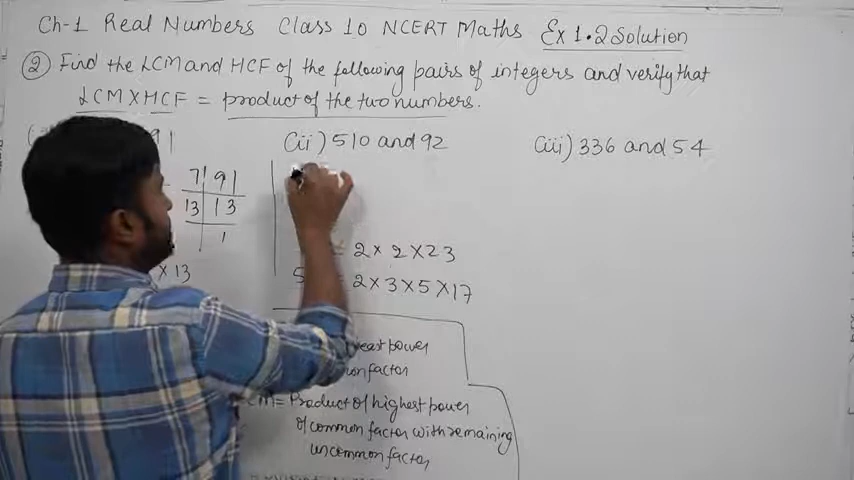 Ch-1 Real Numbers Class 10 NCERT Maths Ex 1.2 Solution
② Find the LCM and HCF of the following pairs of integers and verify that
LCM X HCF = product of the two numbers.
91
(ii) 510 and 92
(iii) 336 and 54
7 91
13 13
1
× 13
= 2 × 2 × 23
5 = 2 × 3 × 5 × 17
least power
factor
= Product of highest power
of common factor with remaining
uncommon factor